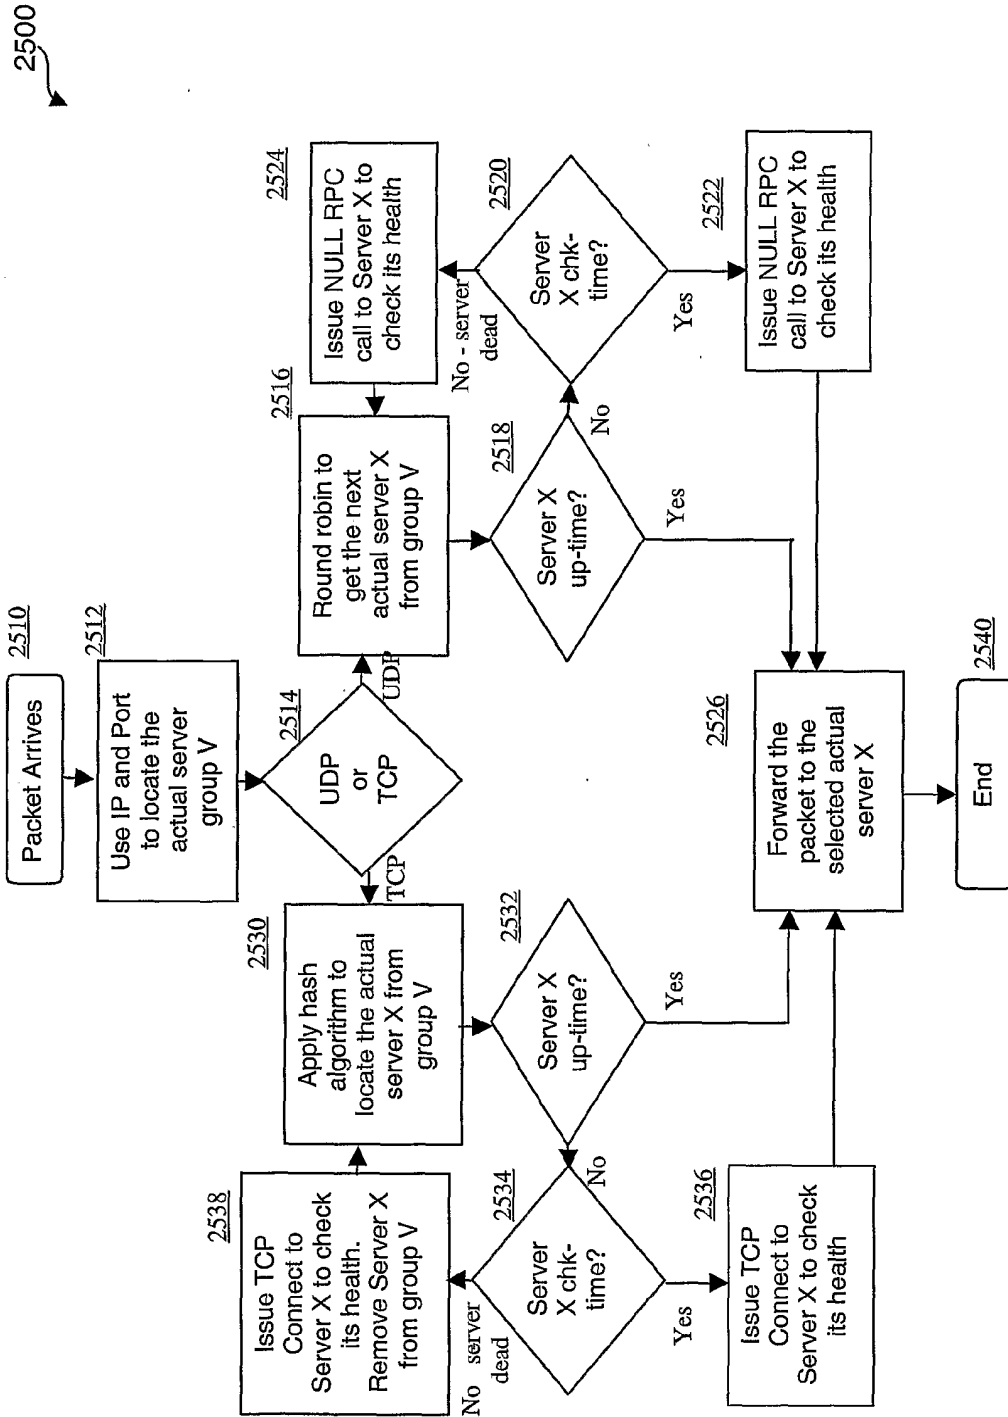 2500
Packet Arrives
2510
Use IP and Port
to locate the
actual server
group V
2512
UDP
or
TCP
2514
TCP
UDP
Issue TCP
Connect to
Server X to check
its health.
Remove Server X
from group V
2538
Apply hash
algorithm to
locate the actual
server X from
group V
2530
Round robin to
get the next
actual server X
from group V
2516
Issue NULL RPC
call to Server X to
check its health
2524
No server
dead
Server
X chk-
time?
2534
No
Server X
up-time?
2532
Server X
up-time?
2518
No
Server
X chk-
time?
2520
No - server
dead
Yes
Yes
Yes
Yes
Issue TCP
Connect to
Server X to check
its health
2536
Forward the
packet to the
selected actual
server X
2526
Issue NULL RPC
call to Server X to
check its health
2522
End
2540